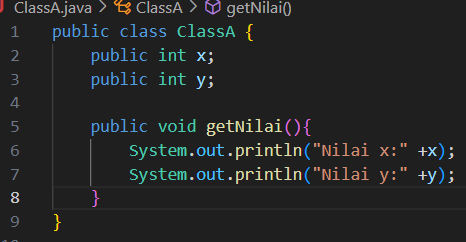 ClassA.java > ClassA > getNilai()
1 public class ClassA {
2     public int x;
3     public int y;
4
5     public void getNilai(){
6         System.out.println("Nilai x:" +x);
7         System.out.println("Nilai y:" +y);
8     }
9 }